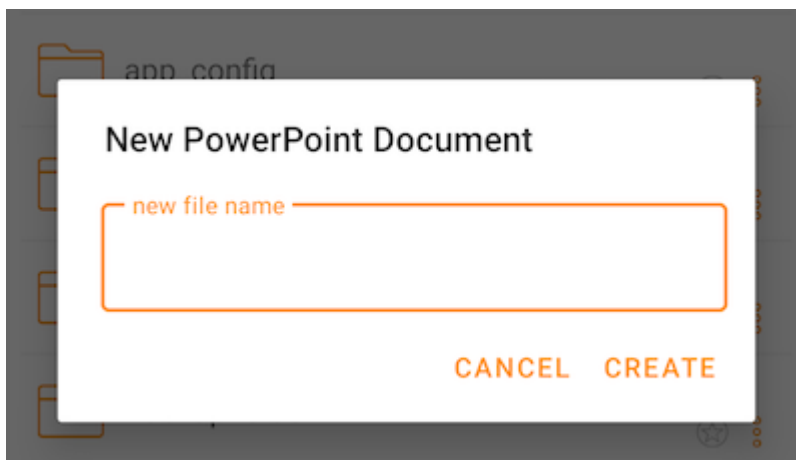 app_config
New PowerPoint Document
new file name
CANCEL CREATE